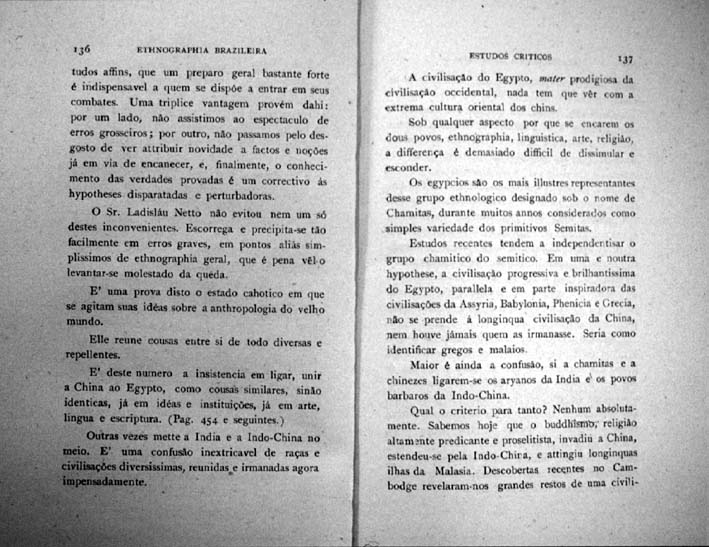 136 ETHNOGRAPHIA BRAZILEIRA
tudos affins, que um preparo geral bastante forte
é indispensavel a quem se dispõe a entrar em seus
combates. Uma triplice vantagem provém dahi:
por um lado, não assistimos ao espectaculo de
erros grosseiros; por outro, não passamos pelo des-
gosto de ver attribuir novidade a factos e noções
já em via de encanecer, e, finalmente, o conheci-
mento das verdades provadas é um correctivo ás
hypotheses disparatadas e perturbadoras.
O Sr. Ladisláu Netto não evitou nem um só
destes inconvenientes. Escorrega e precipita-se tão
facilmente em erros graves, em pontos aliás sim-
plissimos de ethnographia geral, que é pena vêl-o
levantar-se molestado da quéda.
E' uma prova disto o estado cahotico em que
se agitam suas idéas sobre a anthropologia do velho
mundo.
Elle reune cousas entre si de todo diversas e
repellentes.
E' deste numero a insistencia em ligar, unir
a China ao Egypto, como cousas similares, sinão
identicas, já em idéas e instituições, já em arte,
lingua e escriptura. (Pag. 454 e seguintes.)
Outras vezes mette a India e a Indo-China no
meio. E' uma confusão inextricavel de raças e
civilisações diversissimas, reunidas e irmanadas agora
impensadamente.
ESTUDOS CRITICOS 137
A civilisação do Egypto, mater prodigiosa da
civilisação occidental, nada tem que vêr com a
extrema cultura oriental dos chins.
Sob qualquer aspecto por que se encarem os
dous povos, ethnographia, linguistica, arte, religião,
a differença é demasiado difficil de dissimular e
esconder.
Os egypcios são os mais illustres representantes
desse grupo ethnologico designado sob o nome de
Chamitas, durante muitos annos considerados como
simples variedade dos primitivos Semitas.
Estudos recentes tendem a independentisar o
grupo chamitico do semitico. Em uma e noutra
hypothese, a civilisação progressiva e brilhantissima
do Egypto, parallela e em parte inspiradora das
civilisações da Assyria, Babylonia, Phenicia e Grecia,
não se prende á longinqua civilisação da China,
nem houve jámais quem as irmanasse. Seria como
identificar gregos e malaios.
Maior é ainda a confusão, si a chamitas e a
chinezes ligarem-se os aryanos da India e os povos
barbaros da Indo-China.
Qual o criterio para tanto? Nenhum absoluta-
mente. Sabemos hoje que o buddhismo, religião
altamente predicante e proselitista, invadiu a China,
estendeu-se pela Indo-China, e attingiu longinquas
ilhas da Malasia. Descobertas recentes no Cam-
bodge revelaram-nos grandes restos de uma civili-